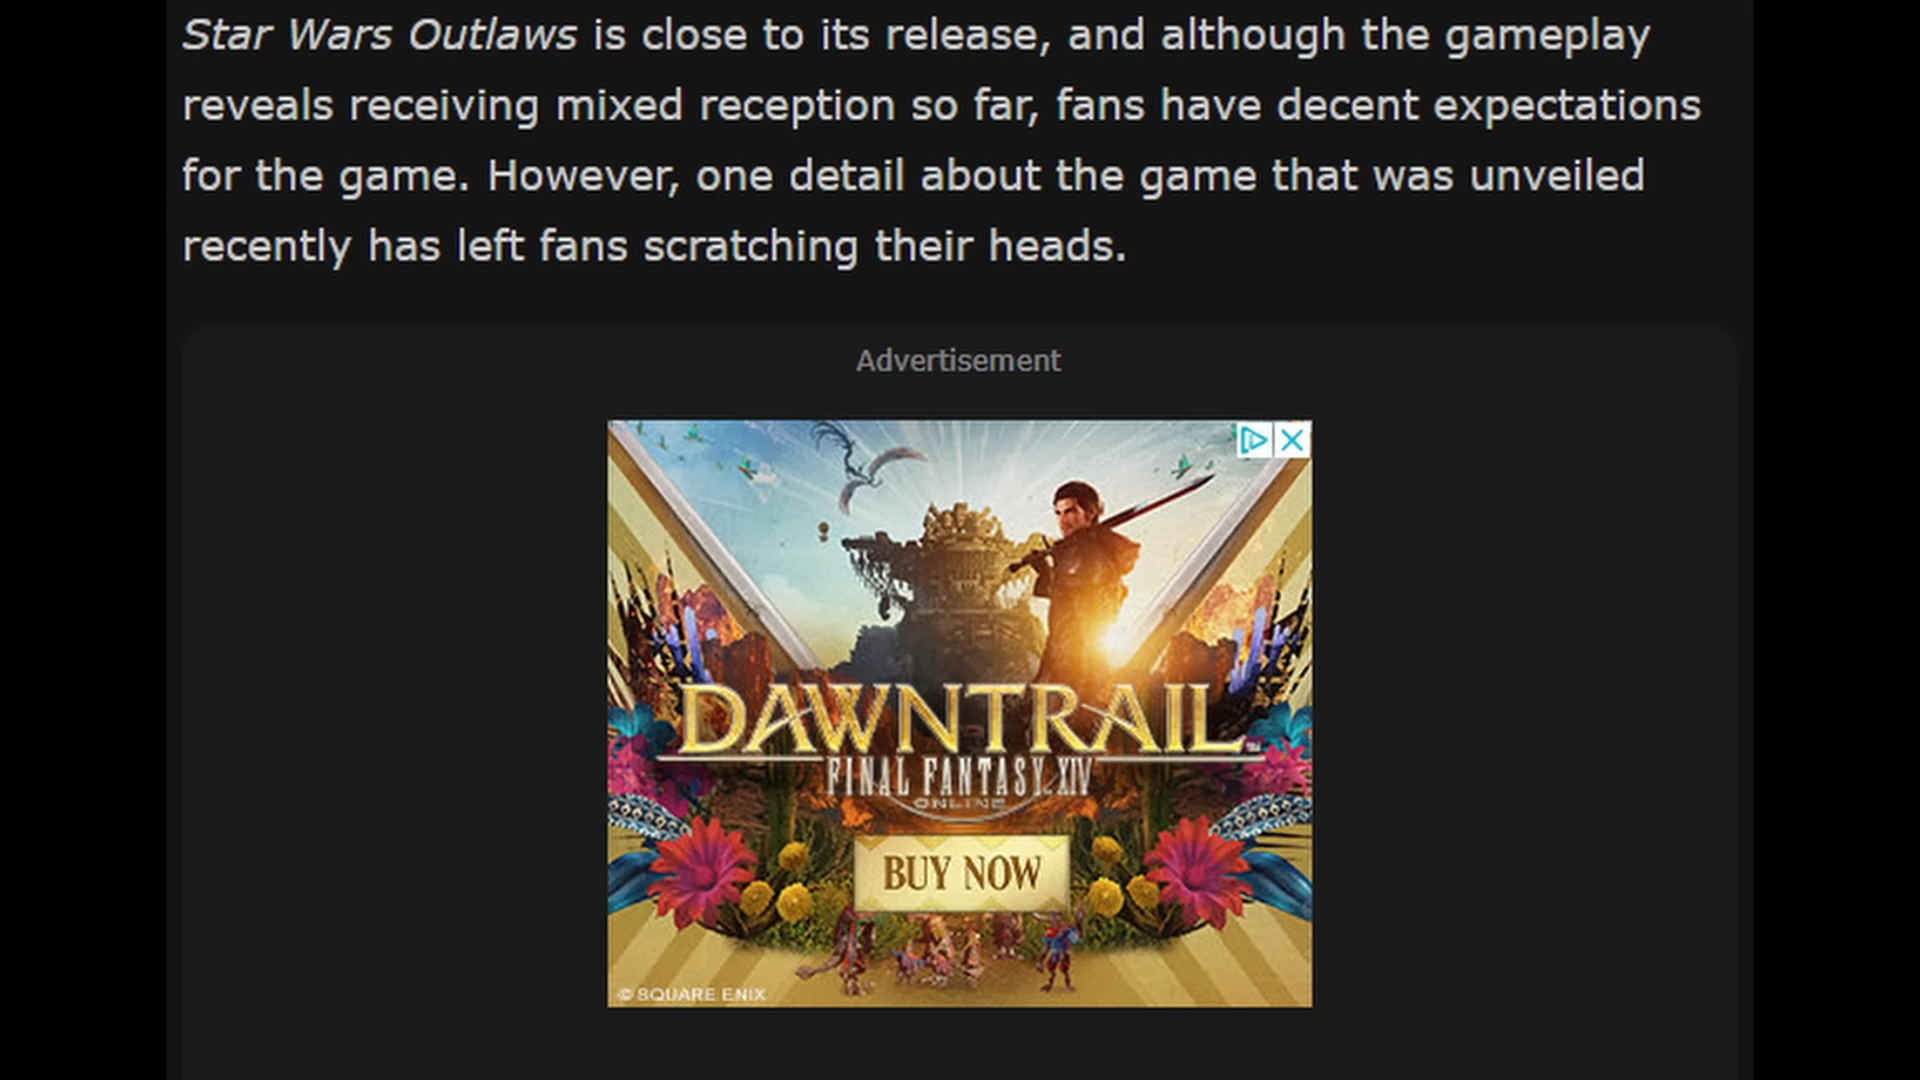 Star Wars Outlaws is close to its release, and although the gameplay
reveals receiving mixed reception so far, fans have decent expectations
for the game. However, one detail about the game that was unveiled
recently has left fans scratching their heads.
Advertisement
DAWNTRAIL™
FINAL FANTASY XIV
ONLINE
BUY NOW
© SQUARE ENIX